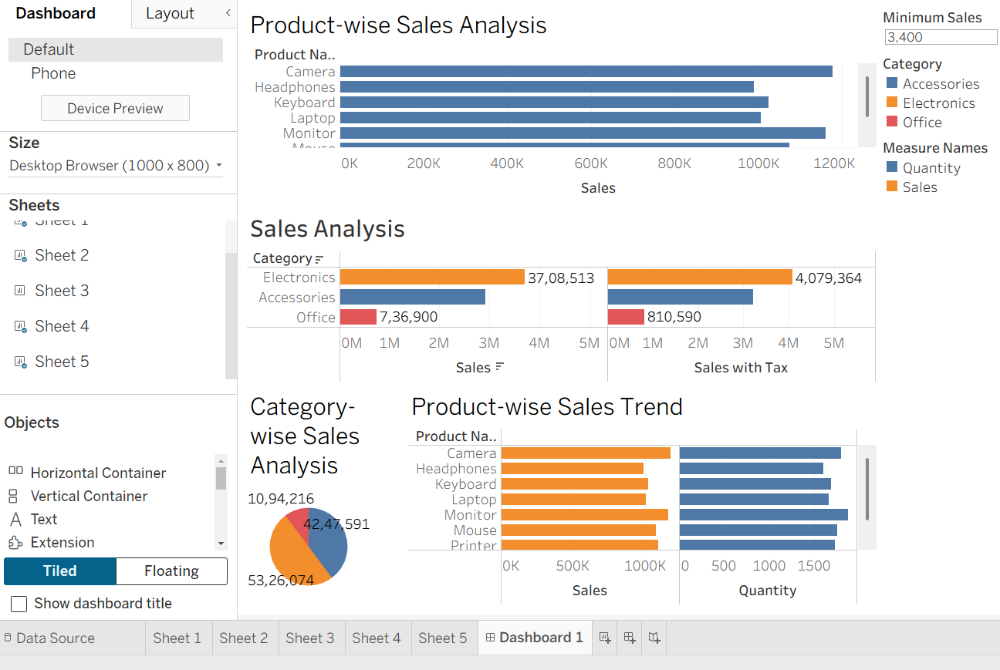 Dashboard
Layout
Default
Phone
Device Preview
Size
Desktop Browser (1000 x 800)
Sheets
Sheet 1
Sheet 2
Sheet 3
Sheet 4
Sheet 5
Objects
Horizontal Container
Vertical Container
Text
Extension
Tiled
Floating
Show dashboard title
Product-wise Sales Analysis
Product Na..
Camera
Headphones
Keyboard
Laptop
Monitor
Mouse
0K 200K 400K 600K 800K 1000K 1200K
Sales
Minimum Sales
3,400
Category
Accessories
Electronics
Office
Measure Names
Quantity
Sales
Sales Analysis
Category
Electronics 37,08,513 4,079,364
Accessories
Office 7,36,900 810,590
0M 1M 2M 3M 4M 5M 0M 1M 2M 3M 4M 5M
Sales Sales with Tax
Category-
wise Sales
Analysis
10,94,216
42,47,591
53,26,074
Product-wise Sales Trend
Product Na..
Camera
Headphones
Keyboard
Laptop
Monitor
Mouse
Printer
0K 500K 1000K 0 500 1000 1500
Sales Quantity
Data Source Sheet 1 Sheet 2 Sheet 3 Sheet 4 Sheet 5 Dashboard 1